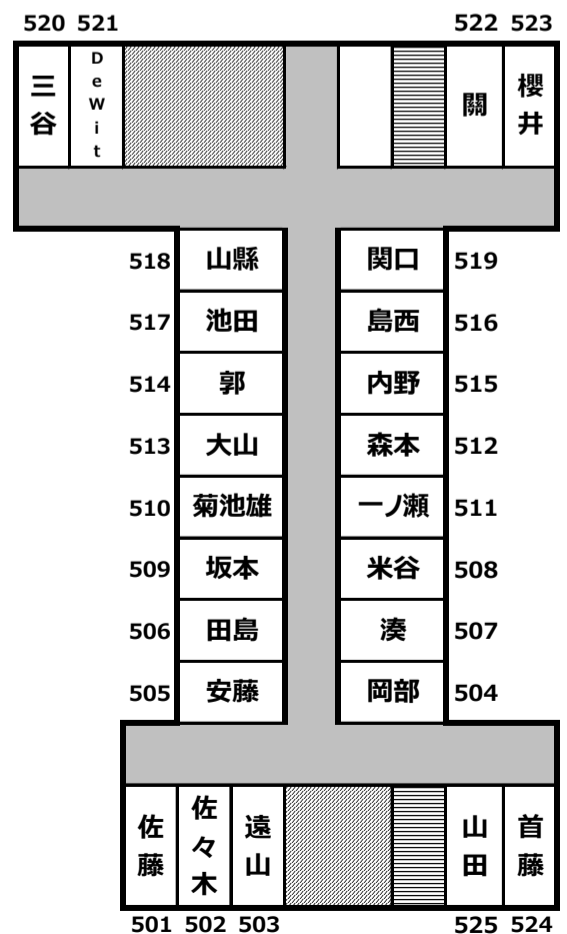 520 521
522 523
三谷
DeWit
關
櫻井
518 山縣
関口 519
517 池田
島西 516
514 郭
内野 515
513 大山
森本 512
510 菊池雄
一ノ瀬 511
509 坂本
米谷 508
506 田島
湊 507
505 安藤
岡部 504
佐藤
佐々木
遠山
山田
首藤
501 502 503
525 524